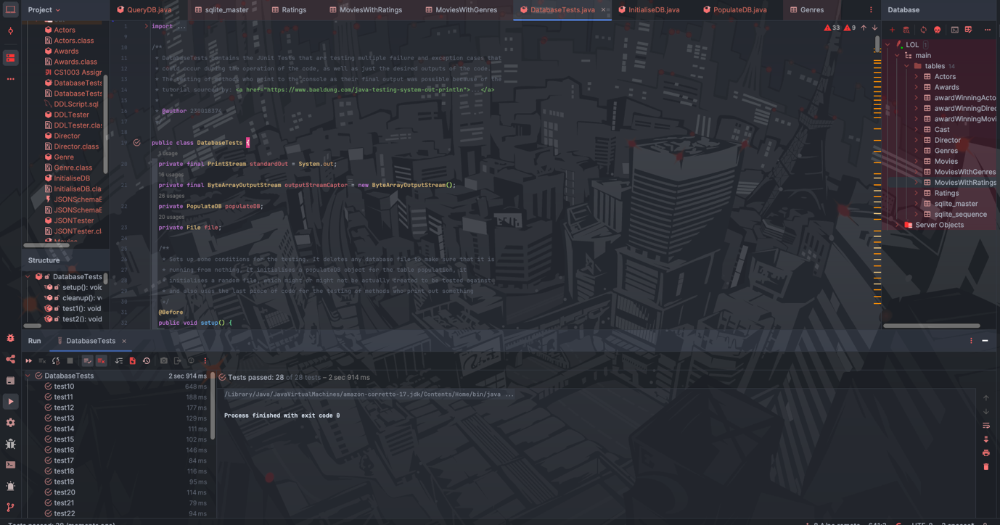 Project
QueryDB.java
sqlite_master
Ratings
MoviesWithRatings
MoviesWithGenres
DatabaseTests.java
InitialiseDB.java
PopulateDB.java
Genres
Database
Actors
Actors.class
Awards
Awards.class
CS1003 Assign
DatabaseTests
DatabaseTests
DDLScript.sql
DDLTester
DDLTester.clas
Director
Director.class
Genre
Genre.class
InitialiseDB
InitialiseDB.cla
JSONSchemaE
JSONSchemaE
JSONTester
JSONTester.cl
Movies
Structure
DatabaseTests
setup(): void
cleanup(): v
test1(): void
test2(): void
33 9
1 import ...
10 /**
11 * DatabaseTests contains the JUnit Tests that are testing multiple failure and exception cases that
12 * could occur during the operation of the code, as well as just the desired outputs of the code.
13 * The testing of methods who print to the console as their final output was possible because of the
14 * tutorial sourced by: <a href="https://www.baeldung.com/java-testing-system-out-println">...</a>
15 *
16 * @author 230018374
17 */
18
19 public class DatabaseTests {
1 usage
20 private final PrintStream standardOut = System.out;
16 usages
21 private final ByteArrayOutputStream outputStreamCaptor = new ByteArrayOutputStream();
26 usages
22 private PopulateDB populateDB;
20 usages
23 private File file;
24
25 /**
26 * Sets up some conditions for the testing. It deletes any database file to make sure that it is
27 * running from nothing, it initialises a populateDB object for the table population, it
28 * initialises a random file, which might or might not be actually created to be tested against
29 * and also uses the last piece of code for the testing of methods who print out something
30 */
31 @Before
32 public void setup() {
LOL 1
main
tables 14
Actors
Awards
awardWinningActo
awardWinningDirec
awardWinningMovi
Cast
Director
Genres
Movies
MoviesWithGenres
MoviesWithRatings
Ratings
sqlite_master
sqlite_sequence
Server Objects
Run
DatabaseTests
DatabaseTests 2 sec 914 ms
test10 648 ms
test11 188 ms
test12 177 ms
test13 129 ms
test14 111 ms
test15 102 ms
test16 146 ms
test17 84 ms
test18 116 ms
test19 95 ms
test20 114 ms
test21 79 ms
test22 94 ms
Tests passed: 28 of 28 tests – 2 sec 914 ms
/Library/Java/JavaVirtualMachines/amazon-corretto-17.jdk/Contents/Home/bin/java ...
Process finished with exit code 0